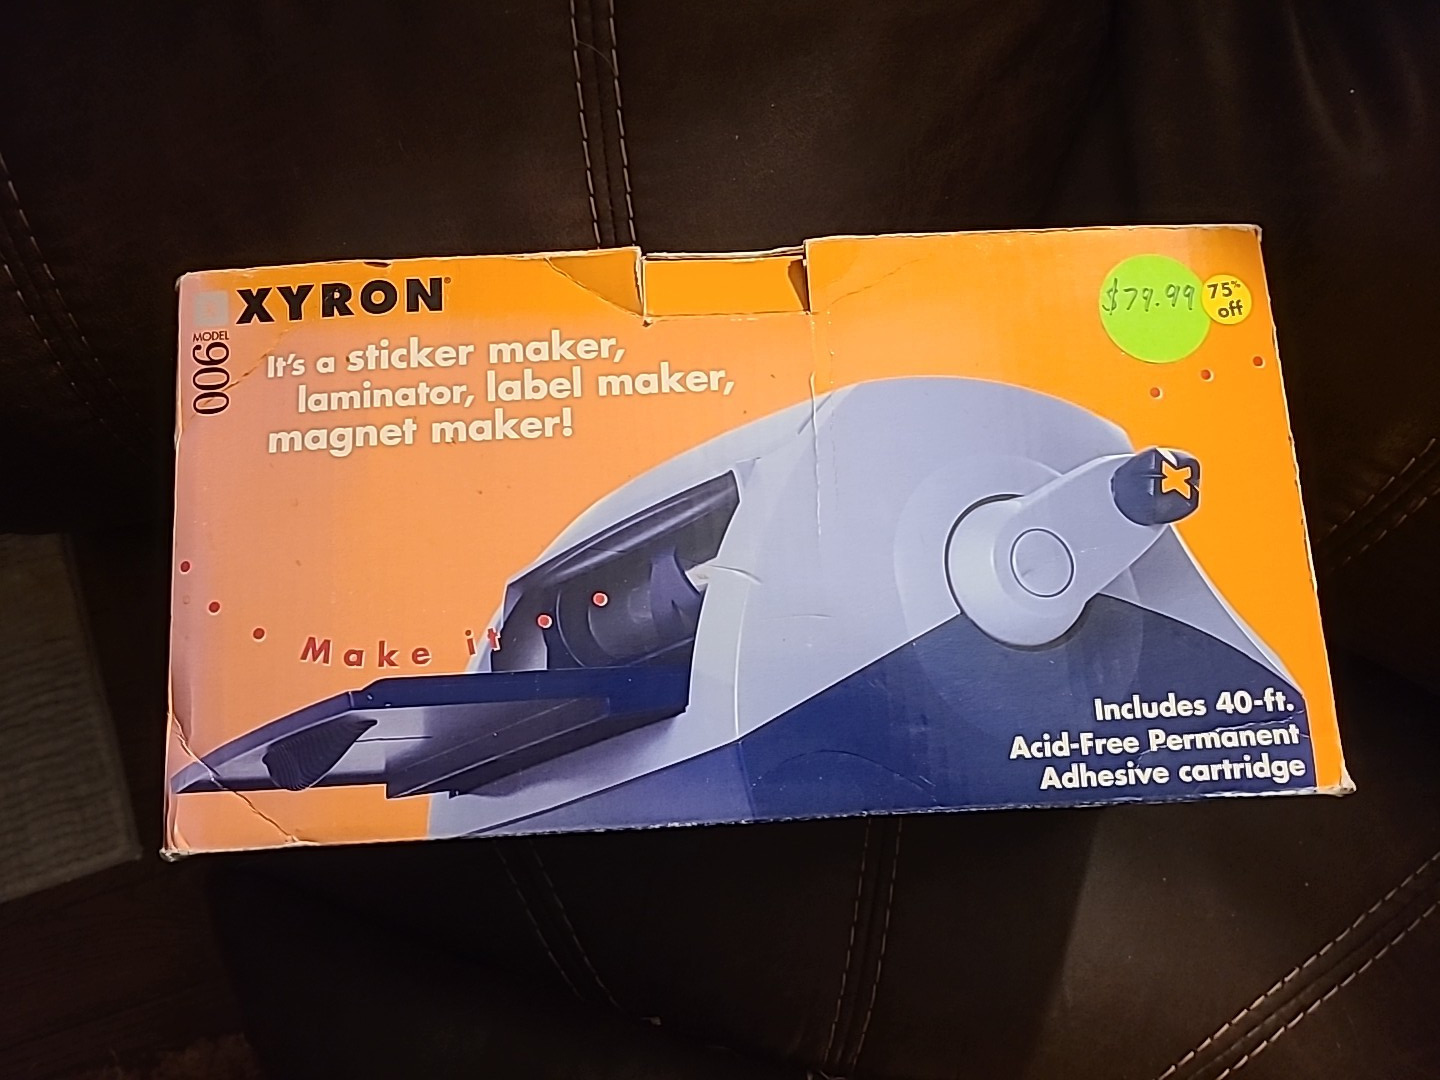 XYRON®
MODEL
900
It's a sticker maker,
laminator, label maker,
magnet maker!
$79.99
75%
off
Make it
X
Includes 40-ft.
Acid-Free Permanent
Adhesive cartridge